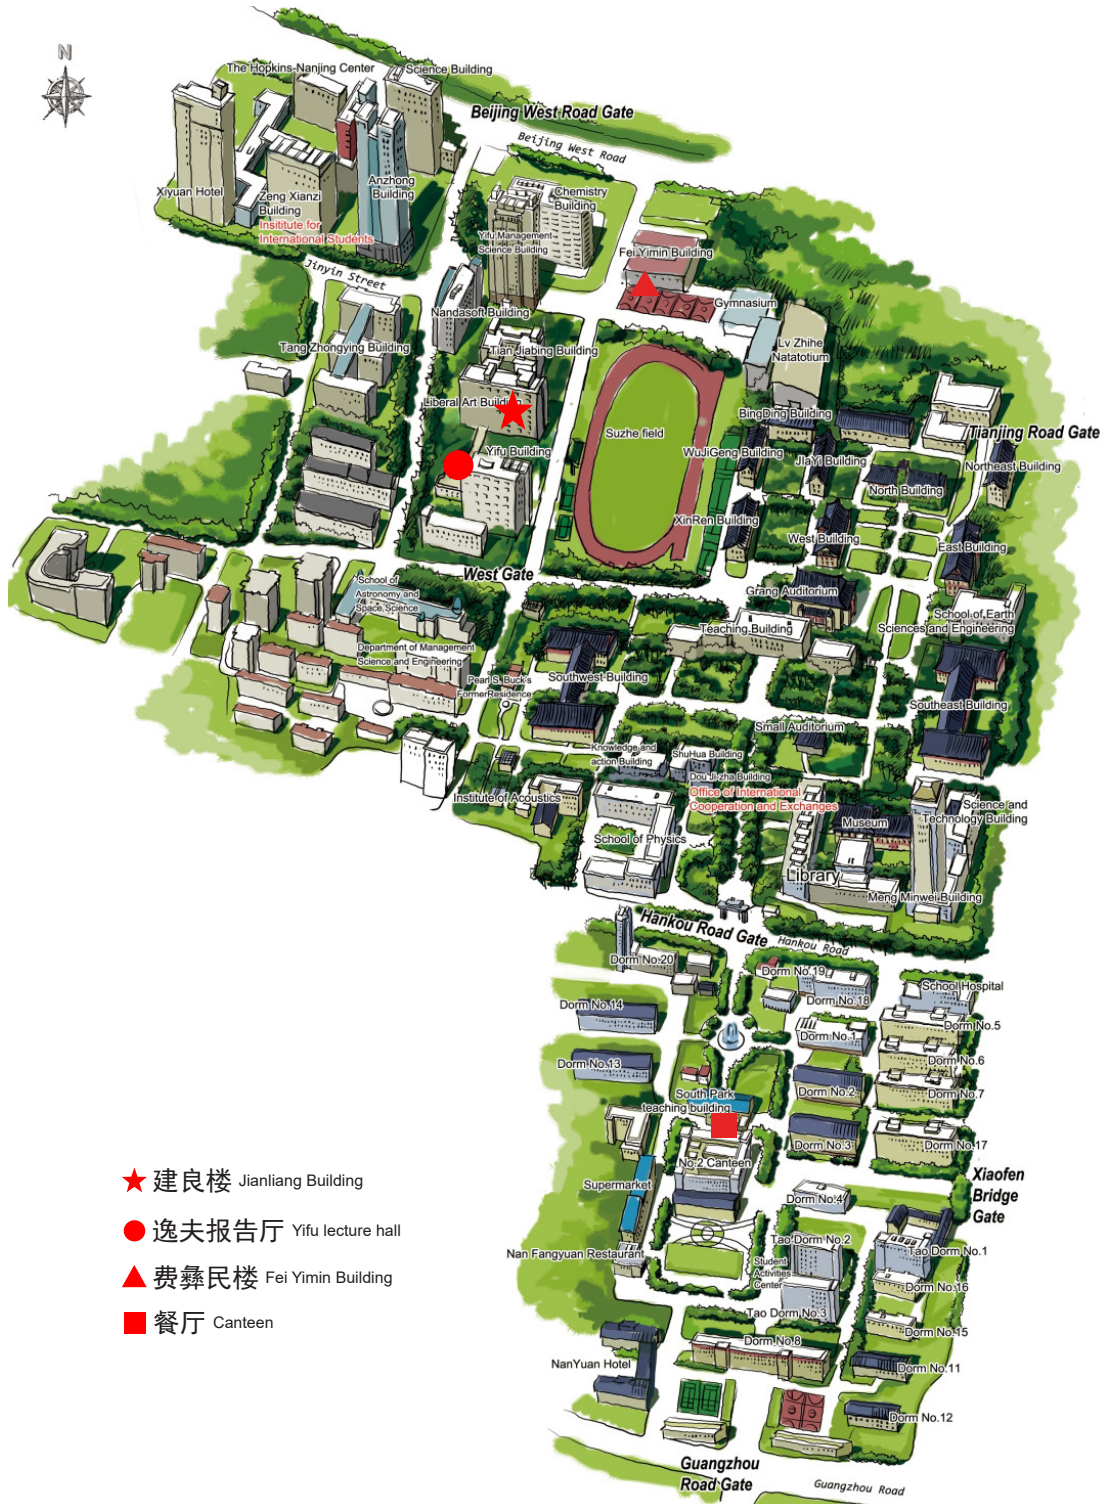 N
The Hopkins-Nanjing Center
Science Building
Beijing West Road Gate
Beijing West Road
Xiyuan Hotel
Zeng Xianzi
Building
Insititute for
International Students
Anzhong
Building
Chemistry
Building
Yifu Management
Science Building
Fei Yimin Building
Jinyin Street
Gymnasium
Nandasoft Building
Lv Zhihe
Natatotium
Tang Zhongying Building
Tian Jiabing Building
Liberal Art Building
BingDing Building
Suzhe field
Tianjing Road Gate
Yifu Building
WuJiGeng Building
JiaYi Building
Northeast Building
North Building
XinRen Building
West Building
East Building
West Gate
School of
Astronomy and
Space Science
Grang Auditorium
School of Earth
Sciences and Engineering
Teaching Building
Department of Management
Science and Engineering
Pearl S. Buck's
FormerResidence
Southwest Building
Southeast Building
Small Auditorium
Knowledge and
action Building
ShuHua Building
Dou Ji zha Building
Office of International
Cooperation and Exchanges
Institute of Acoustics
Science and
Technology Building
Museum
School of Physics
Library
Meng Minwei Building
Hankou Road Gate
Hankou Road
Dorm No.20
Dorm No.19
Dorm No.18
School Hospital
Dorm No.14
Dorm No.5
Dorm No.1
Dorm No.13
Dorm No.6
South Park
teaching building
Dorm No.2
Dorm No.7
Dorm No.3
Dorm No.17
No.2 Canteen
Supermarket
Xiaofen
Bridge
Gate
Dorm No.4
Nan Fangyuan Restaurant
Tao Dorm No.2
Tao Dorm No.1
Student
Activities
Center
Dorm No.16
Tao Dorm No.3
Dorm No.15
Dorm No.8
NanYuan Hotel
Dorm No.11
Dorm No.12
Guangzhou
Road Gate
Guangzhou Road
建良楼 Jianliang Building
逸夫报告厅 Yifu lecture hall
费彝民楼 Fei Yimin Building
餐厅 Canteen